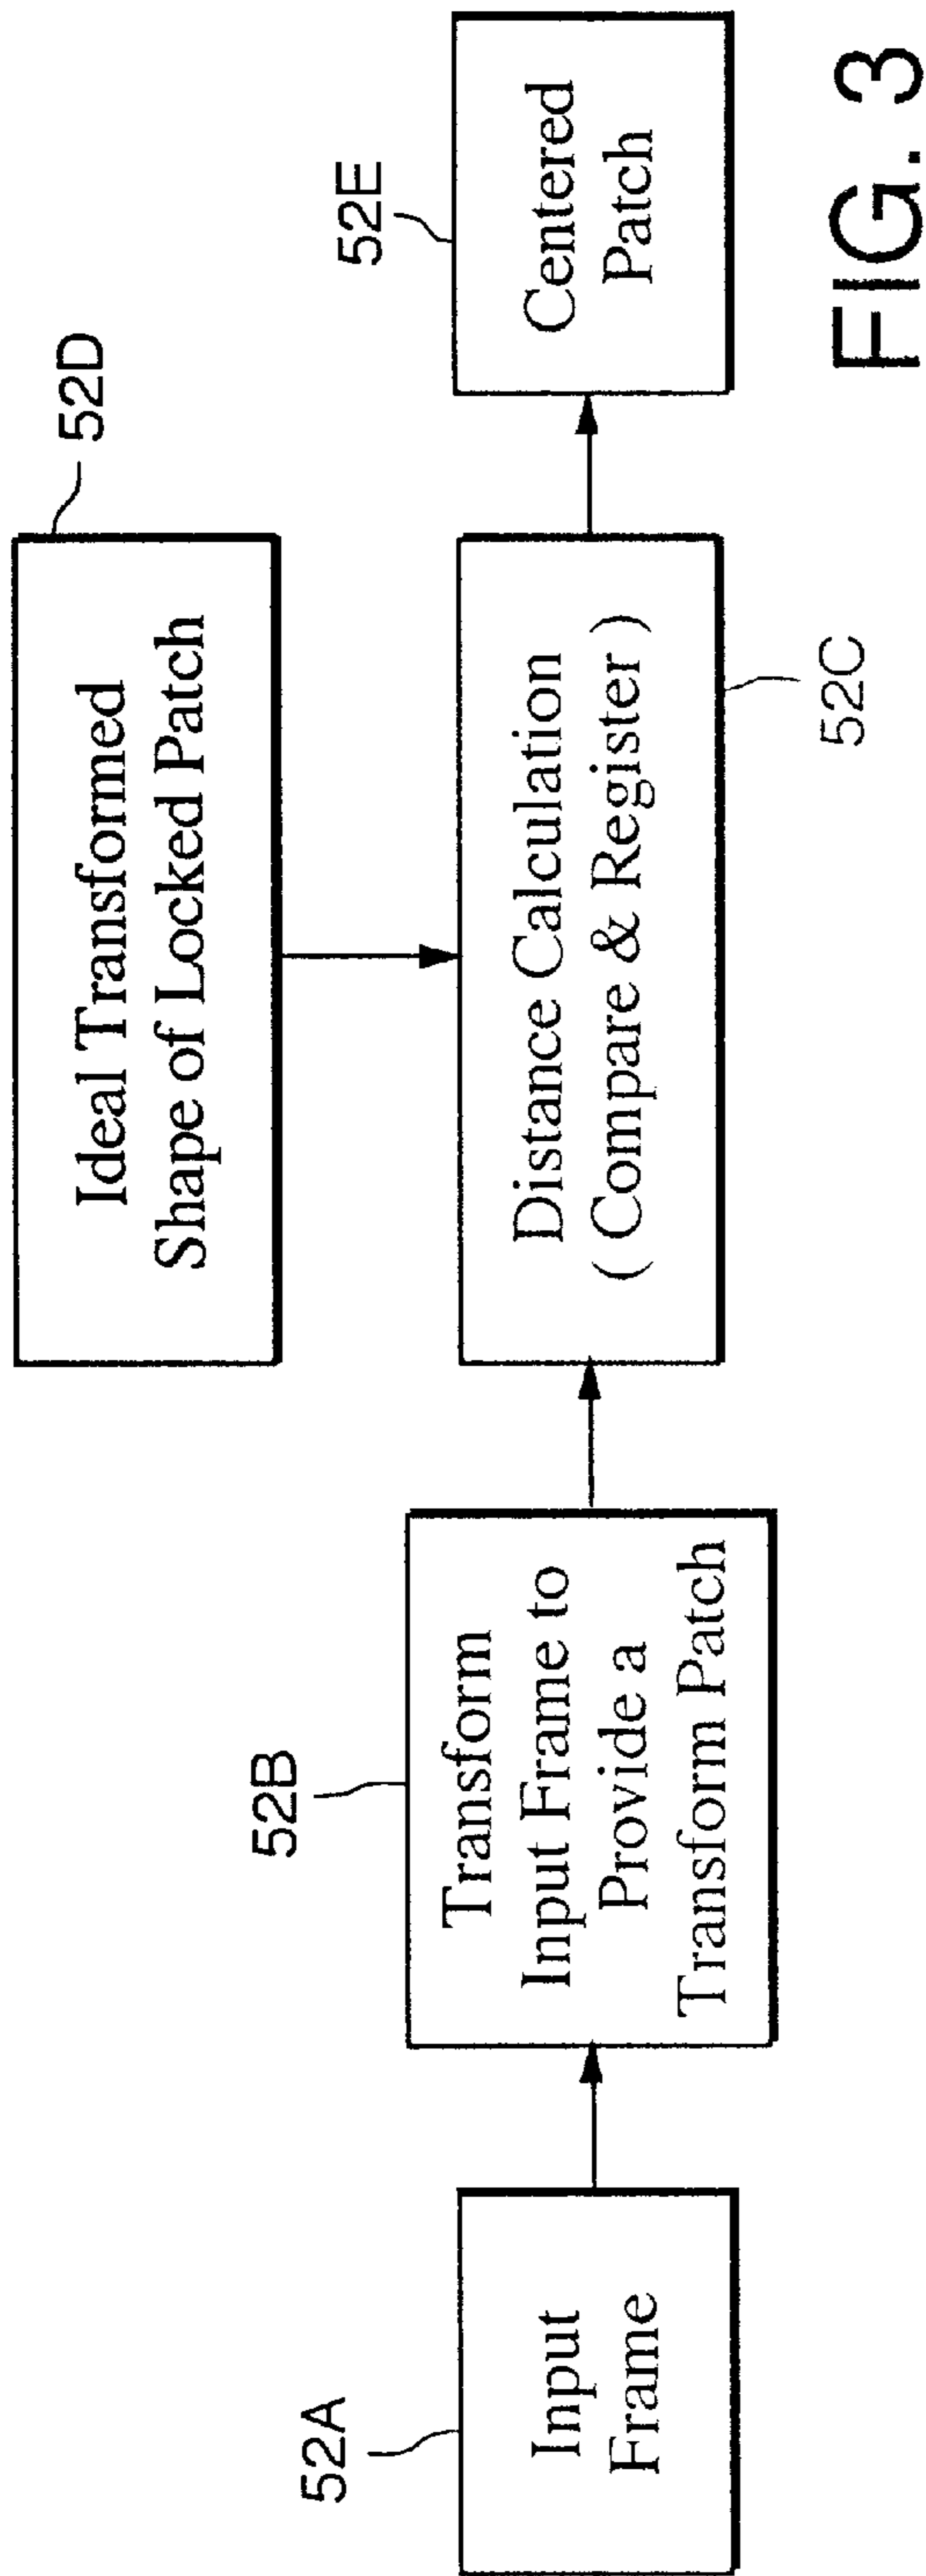 52D
Ideal Transformed
Shape of Locked Patch
52A
Input
Frame
52B
Transform
Input Frame to
Provide a
Transform Patch
Distance Calculation
( Compare & Register )
52C
52E
Centered
Patch
FIG. 3